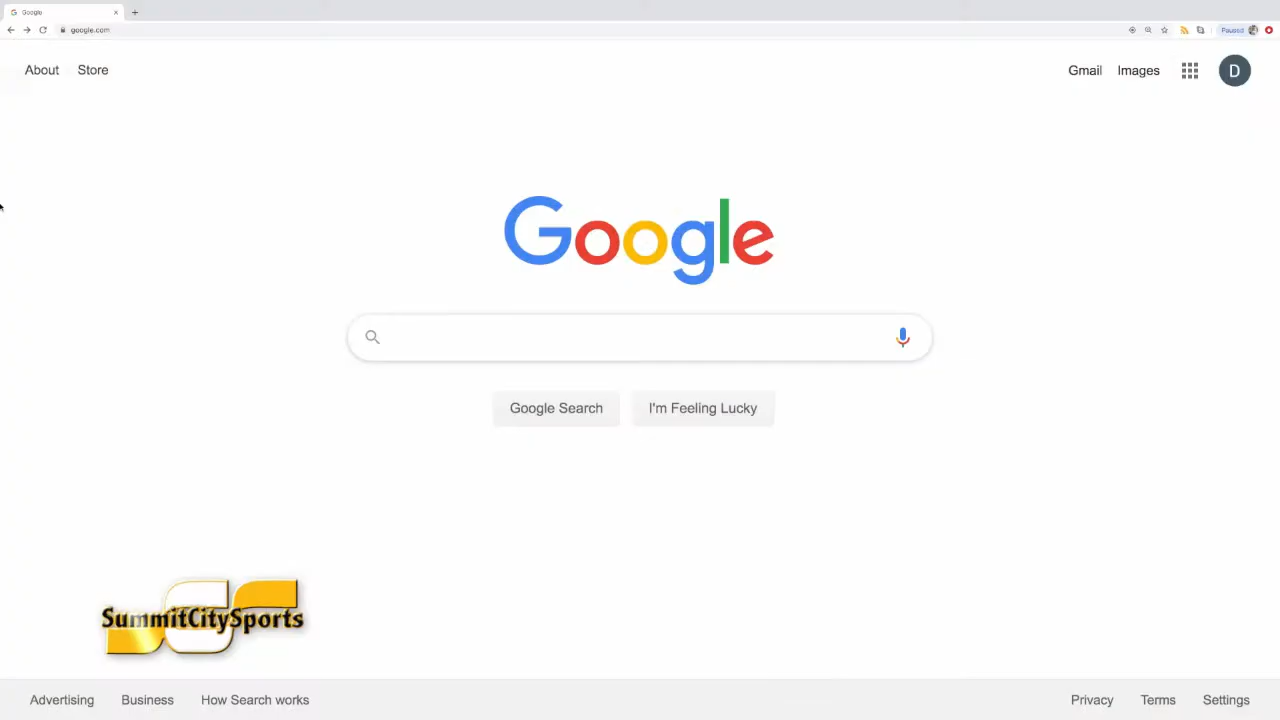 Google
google.com
Paused
About Store
Gmail Images
D
Google
Google Search I'm Feeling Lucky
SummitCitySports
Advertising Business How Search works
Privacy Terms Settings